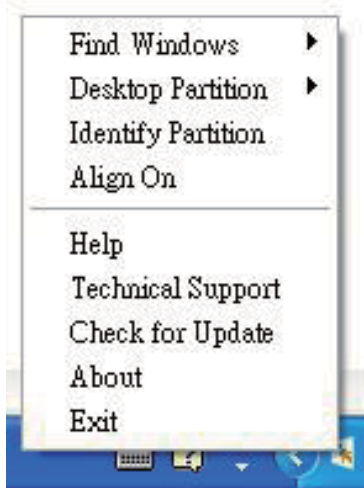 Find Windows
Desktop Partition
Identify Partition
Align On
Help
Technical Support
Check for Update
About
Exit